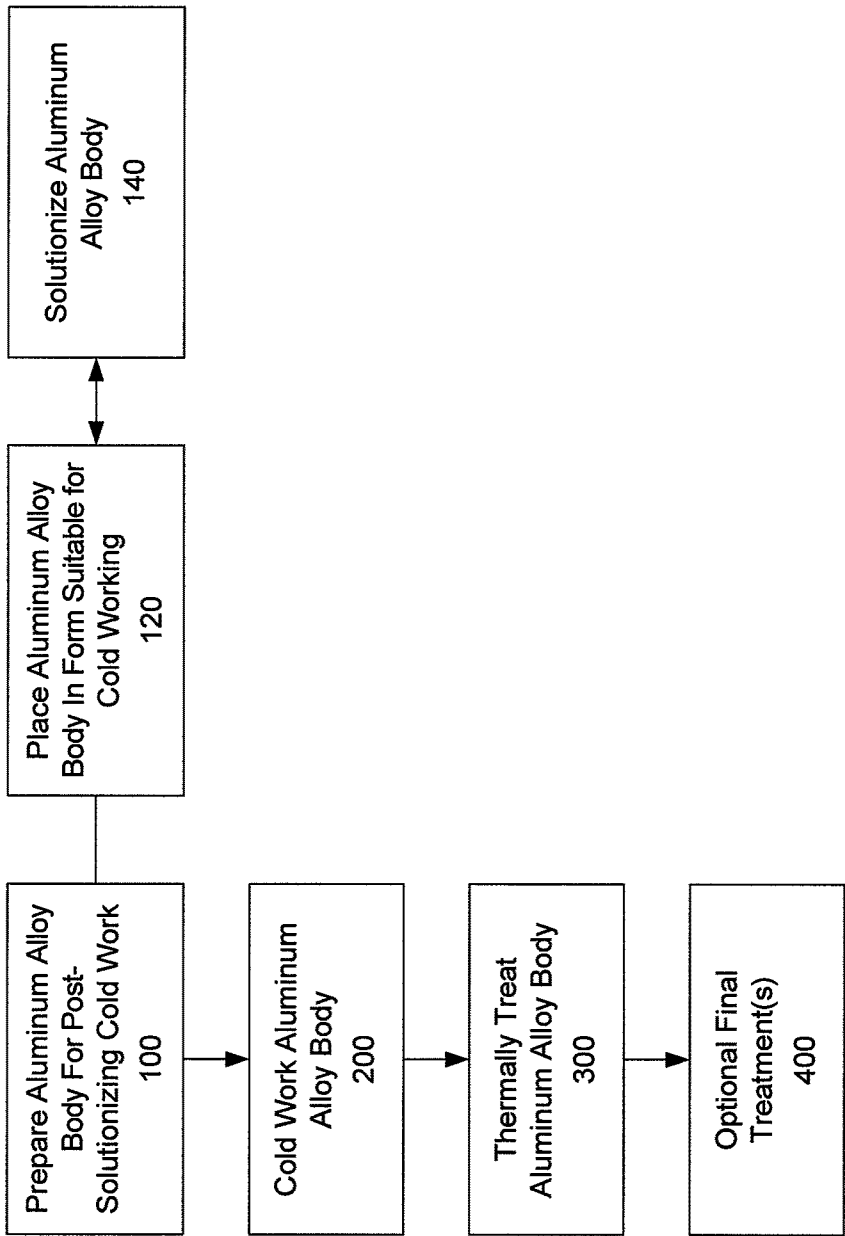 Prepare Aluminum Alloy
Body For Post-
Solutionizing Cold Work
100
Place Aluminum Alloy
Body In Form Suitable for
Cold Working
120
Solutionize Aluminum
Alloy Body
140
Cold Work Aluminum
Alloy Body
200
Thermally Treat
Aluminum Alloy Body
300
Optional Final
Treatment(s)
400